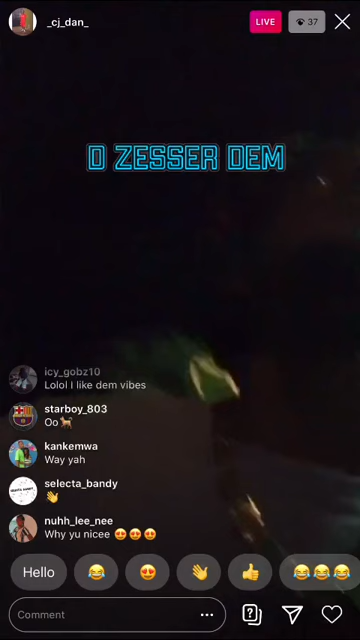 _cj_dan_
LIVE
37
D ZESSER DEM
icy_gobz10
Lolol I like dem vibes
starboy_803
Oo🐕
kankemwa
Way yah
selecta_bandy
👋
nuhh_lee_nee
Why yu nicee 😍😍😍
Hello 😂 😍 👋 👍 😂😂😂
Comment